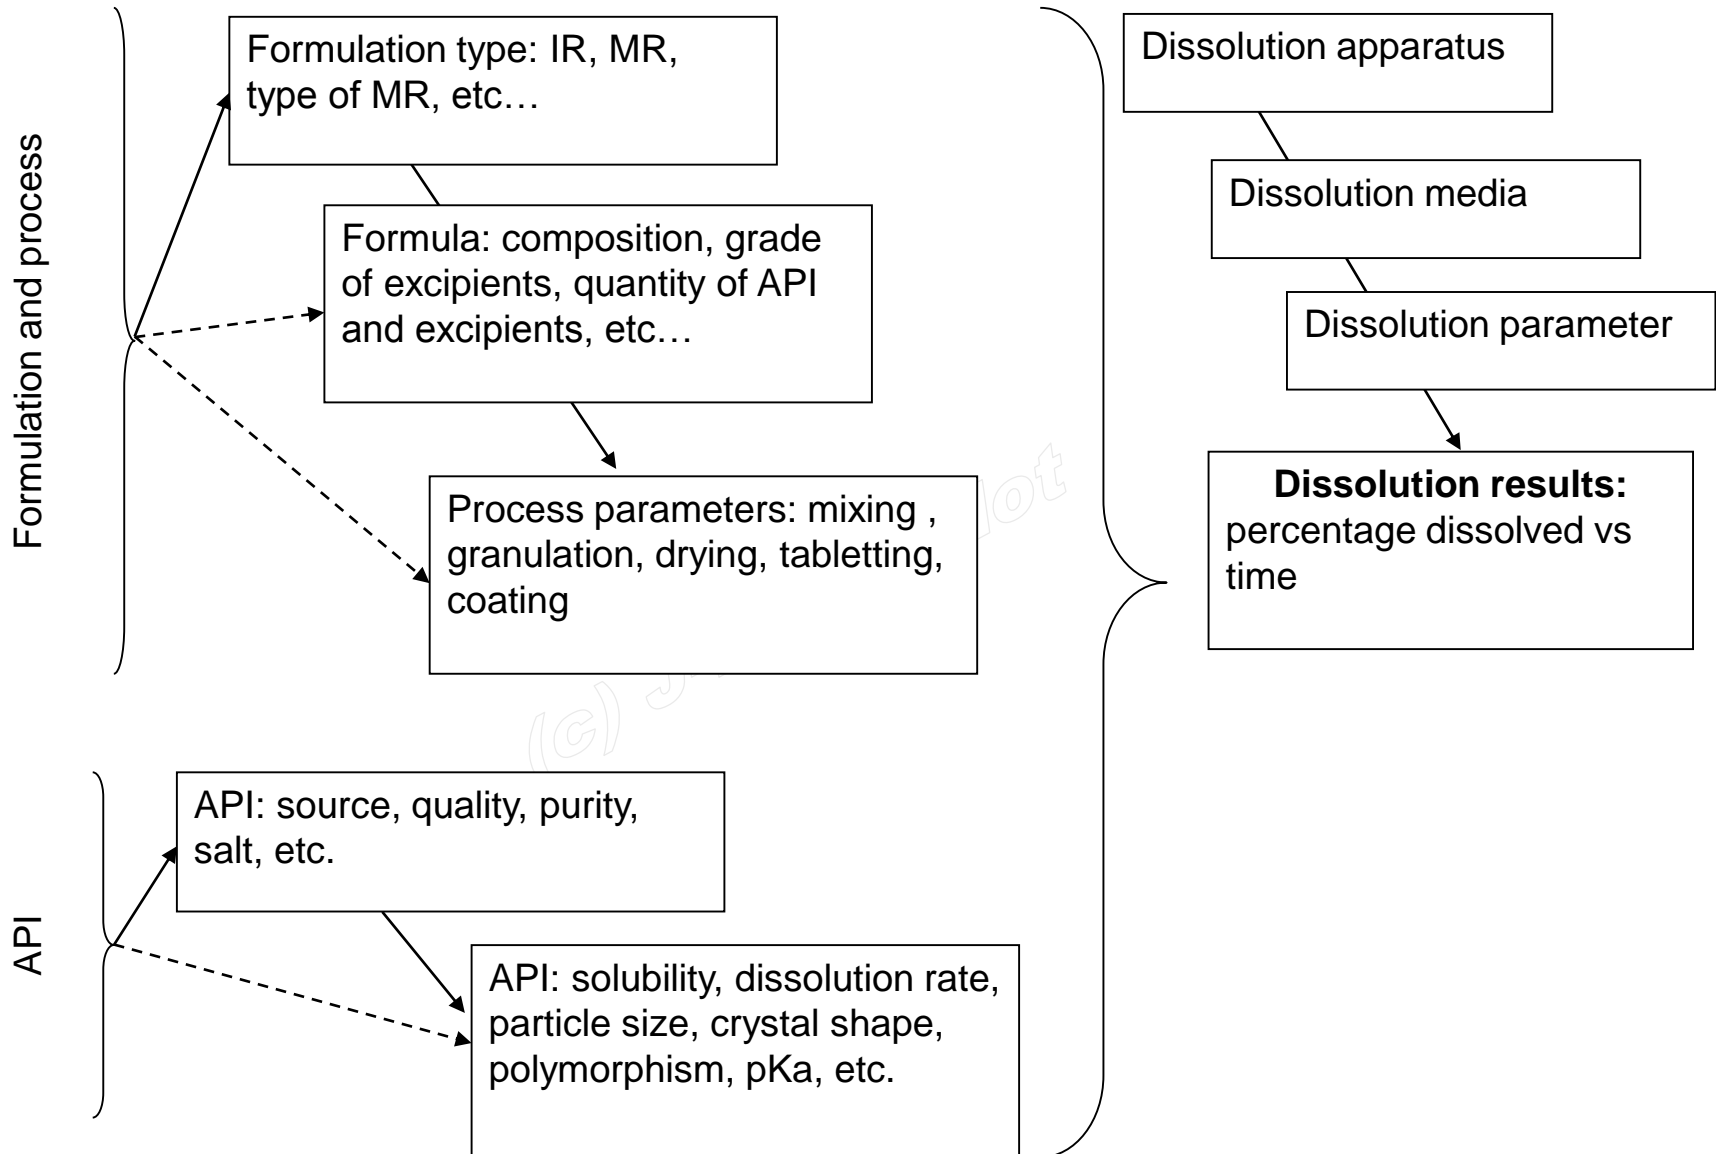 Formulation and process
Formulation type: IR, MR,
type of MR, etc…
Formula: composition, grade
of excipients, quantity of API
and excipients, etc…
Process parameters: mixing ,
granulation, drying, tabletting,
coating
API
API: source, quality, purity,
salt, etc.
API: solubility, dissolution rate,
particle size, crystal shape,
polymorphism, pKa, etc.
Dissolution apparatus
Dissolution media
Dissolution parameter
Dissolution results:
percentage dissolved vs
time
(c)